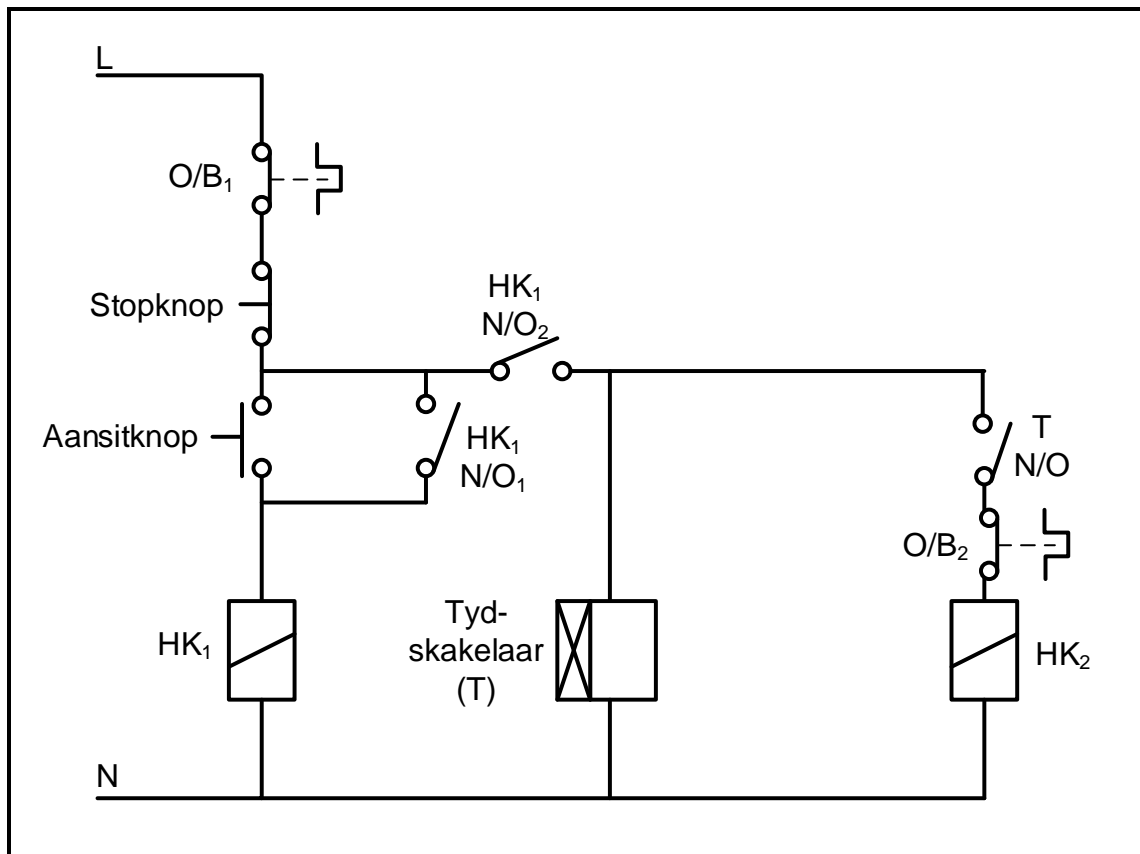 L
O/B₁
Stopknop
HK₁
N/O₂
Aansitknop
HK₁
N/O₁
T
N/O
O/B₂
HK₁
Tyd-
skakelaar
(T)
HK₂
N